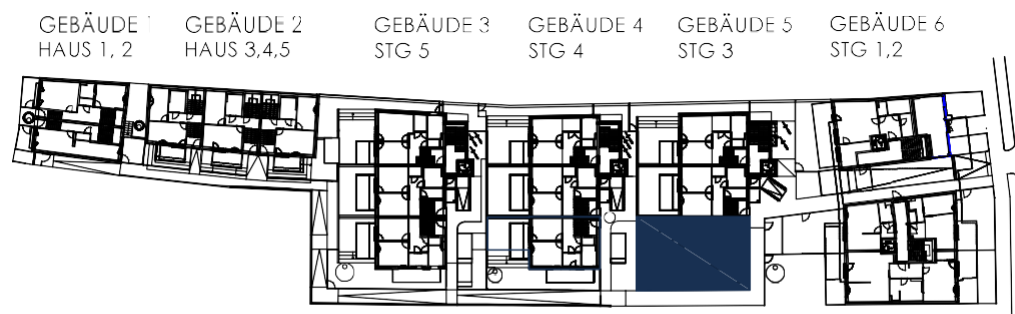 GEBÄUDE 1
HAUS 1, 2
GEBÄUDE 2
HAUS 3,4,5
GEBÄUDE 3
STG 5
GEBÄUDE 4
STG 4
GEBÄUDE 5
STG 3
GEBÄUDE 6
STG 1,2